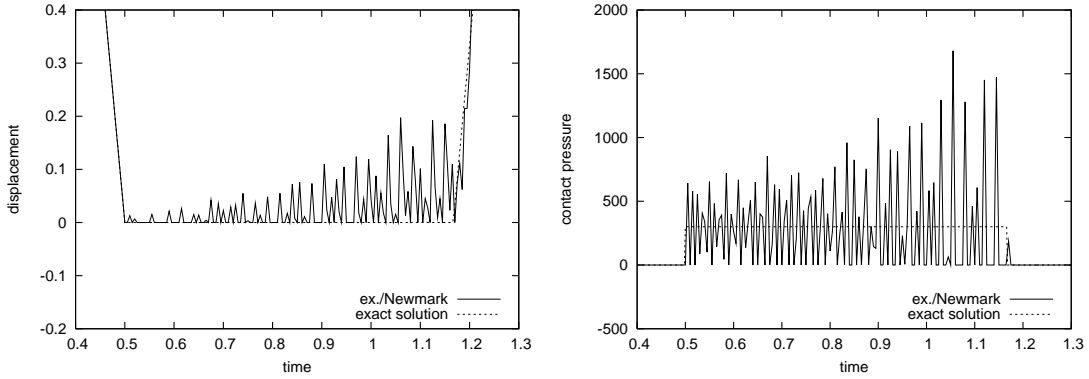 displacement
0.4
0.3
0.2
0.1
0
-0.1
-0.2
0.4 0.5 0.6 0.7 0.8 0.9 1 1.1 1.2 1.3
time
ex./Newmark
exact solution
contact pressure
2000
1500
1000
500
0
-500
0.4 0.5 0.6 0.7 0.8 0.9 1 1.1 1.2 1.3
time
ex./Newmark
exact solution